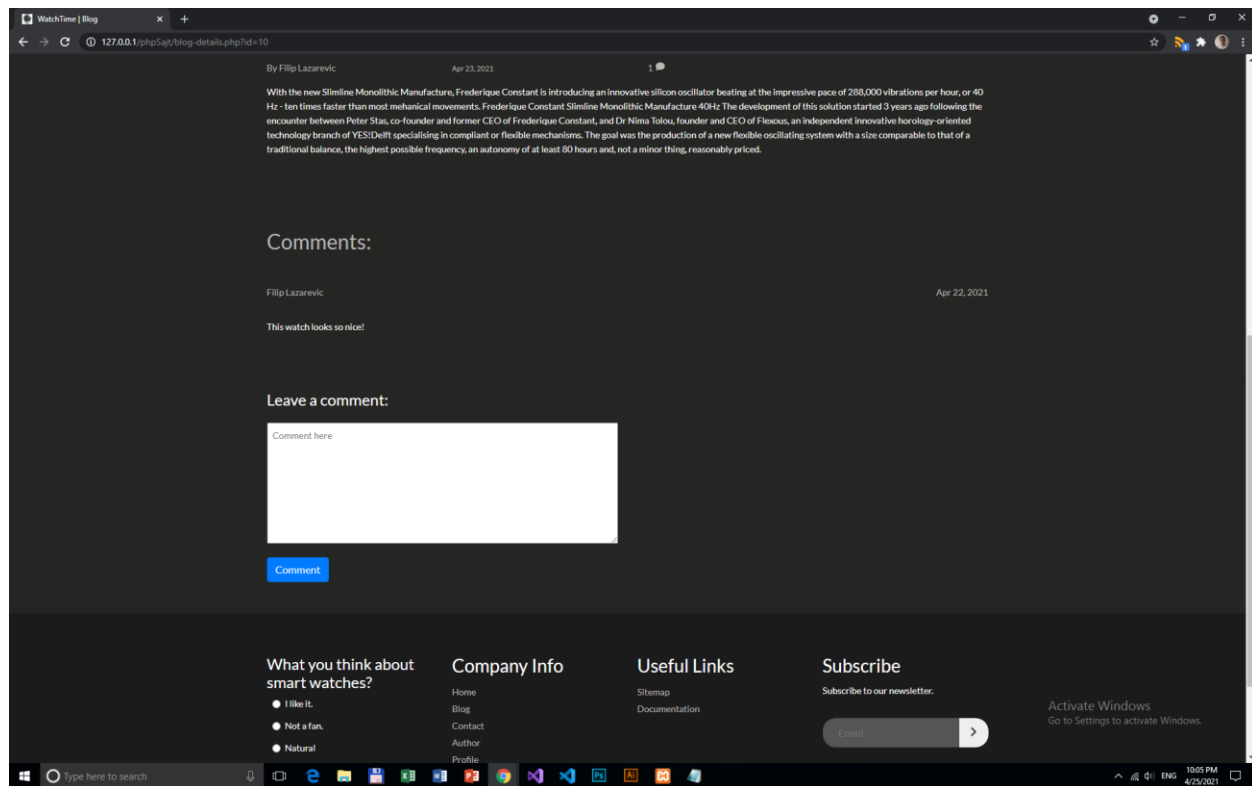 WatchTime | Blog
127.0.0.1/phpSajt/blog-details.php?id=10
By Filip Lazarevic Apr 23, 2021 1
With the new Slimline Monolithic Manufacture, Frederique Constant is introducing an innovative silicon oscillator beating at the impressive pace of 288,000 vibrations per hour, or 40
Hz - ten times faster than most mehanical movements. Frederique Constant Slimline Monolithic Manufacture 40Hz The development of this solution started 3 years ago following the
encounter between Peter Stas, co-founder and former CEO of Frederique Constant, and Dr Nima Tolou, founder and CEO of Flexous, an independent innovative horology-oriented
technology branch of YES!Delft specialising in compliant or flexible mechanisms. The goal was the production of a new flexible oscillating system with a size comparable to that of a
traditional balance, the highest possible frequency, an autonomy of at least 80 hours and, not a minor thing, reasonably priced.
Comments:
Filip Lazarevic Apr 22, 2021
This watch looks so nice!
Leave a comment:
Comment here
Comment
What you think about
smart watches?
I like it.
Not a fan.
Natural
Company Info
Home
Blog
Contact
Author
Profile
Useful Links
Sitemap
Documentation
Subscribe
Subscribe to our newsletter.
Email
Activate Windows
Go to Settings to activate Windows.
Type here to search
Ps
Ai
ENG
10:05 PM
4/25/2021